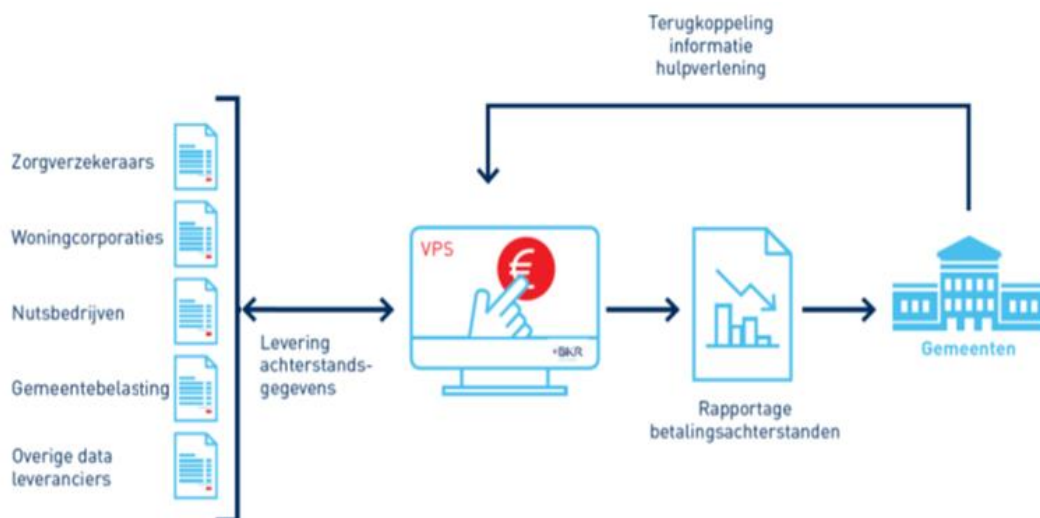 Terugkoppeling
informatie
hulpverlening
Zorgverzekeraars
Woningcorporaties
Nutsbedrijven
Gemeentebelasting
Overige data
leveranciers
Levering
achterstands-
gegevens
VPS
€
•BKR
Rapportage
betalingsachterstanden
Gemeenten